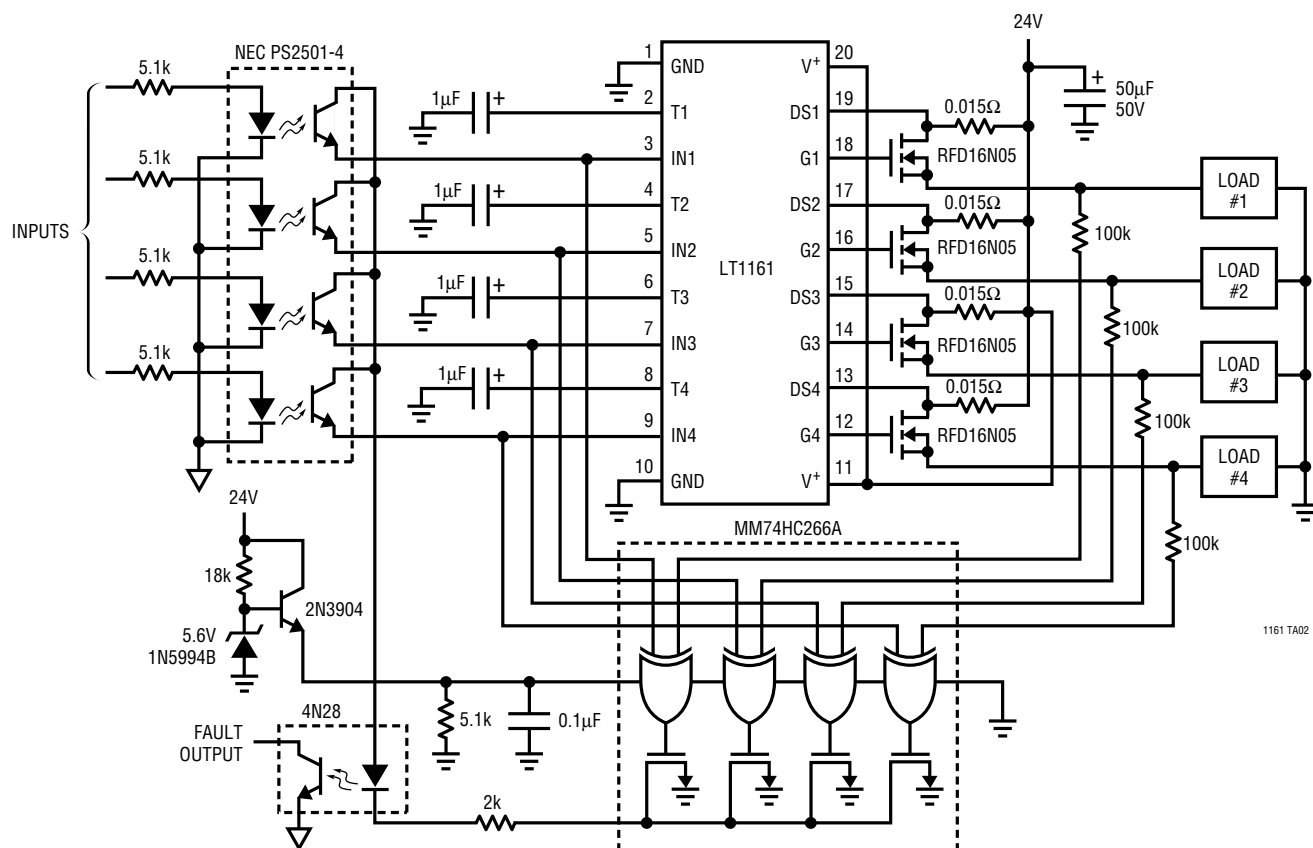 NEC PS2501-4
INPUTS
5.1k
5.1k
5.1k
5.1k
1µF
+
1µF
+
1µF
+
1µF
+
LT1161
1
GND
2
T1
3
IN1
4
T2
5
IN2
6
T3
7
IN3
8
T4
9
IN4
10
GND
20
V+
19
DS1
18
G1
17
DS2
16
G2
15
DS3
14
G3
13
DS4
12
G4
11
V+
24V
+
50µF
50V
0.015Ω
RFD16N05
0.015Ω
RFD16N05
0.015Ω
RFD16N05
0.015Ω
RFD16N05
LOAD
#1
LOAD
#2
LOAD
#3
LOAD
#4
100k
100k
100k
100k
24V
18k
2N3904
5.6V
1N5994B
MM74HC266A
5.1k
0.1µF
4N28
FAULT
OUTPUT
2k
1161 TA02